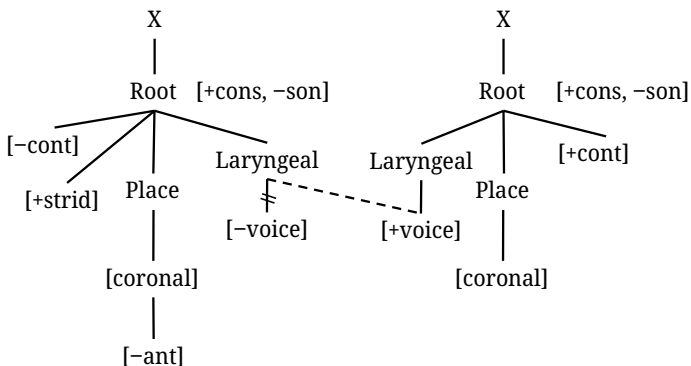 X X
Root [+cons, −son] Root [+cons, −son]
[−cont] Laryngeal Laryngeal [+cont]
[+strid] Place Place
[−voice] [+voice]
[coronal] [coronal]
[−ant]